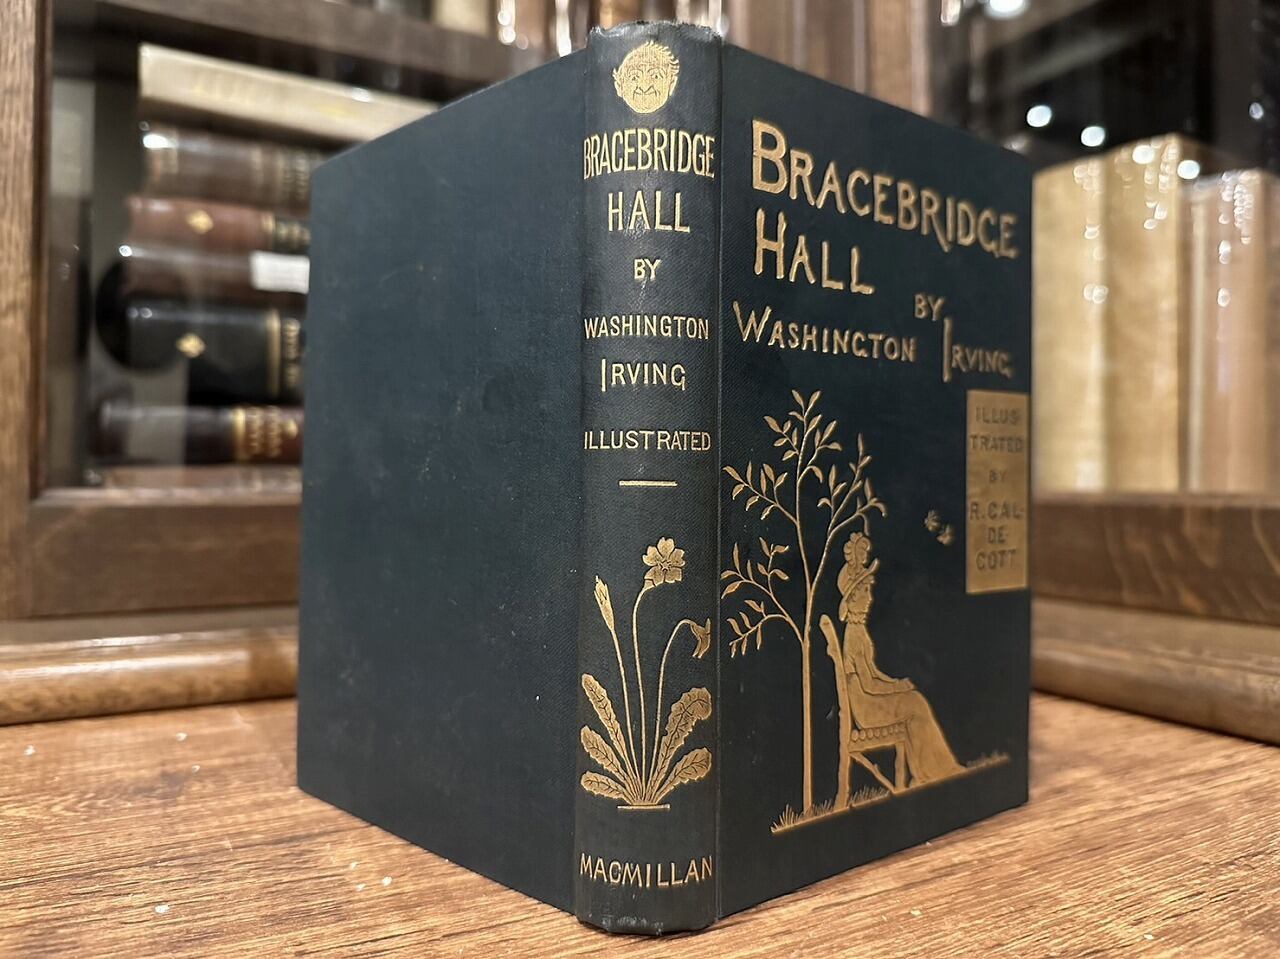 BRACEBRIDGE
HALL
BY
WASHINGTON
IRVING
ILLUSTRATED
MACMILLAN
BRACEBRIDGE
HALL
BY
WASHINGTON IRVING
ILLUS-
TRATED
BY
R. CAL-
DE-
COTT